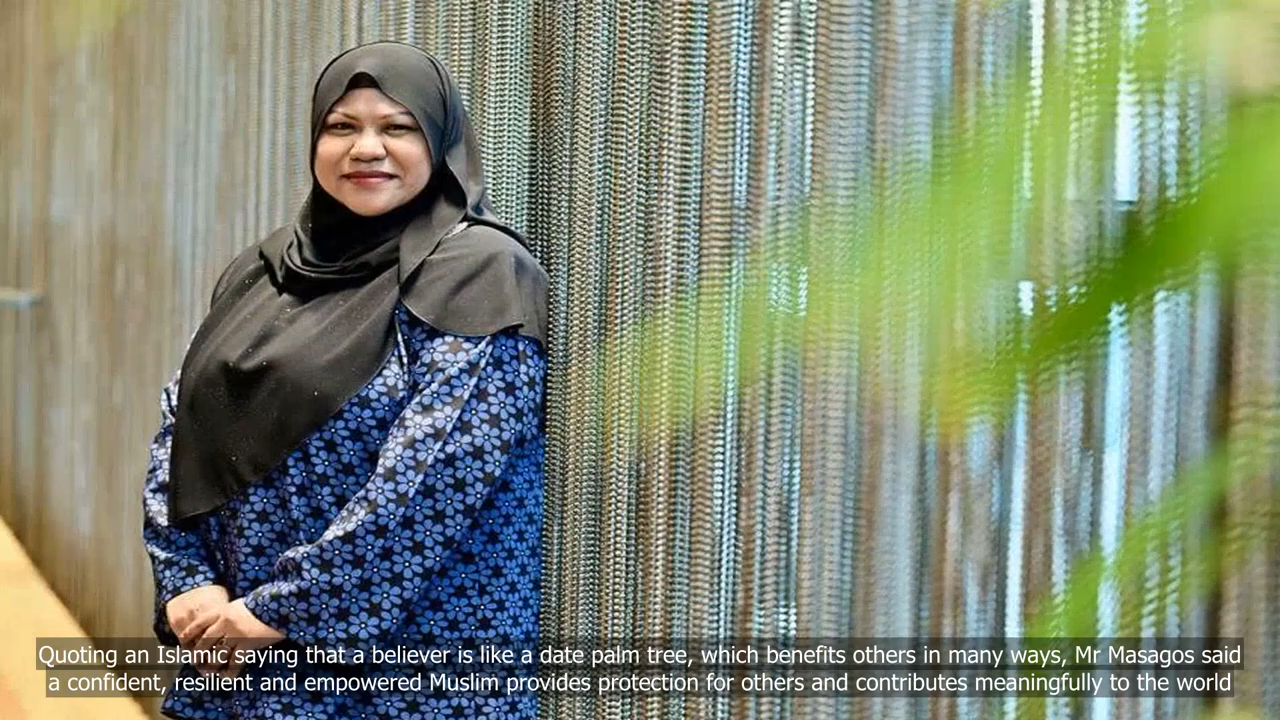 Quoting an Islamic saying that a believer is like a date palm tree, which benefits others in many ways, Mr Masagos said
a confident, resilient and empowered Muslim provides protection for others and contributes meaningfully to the world